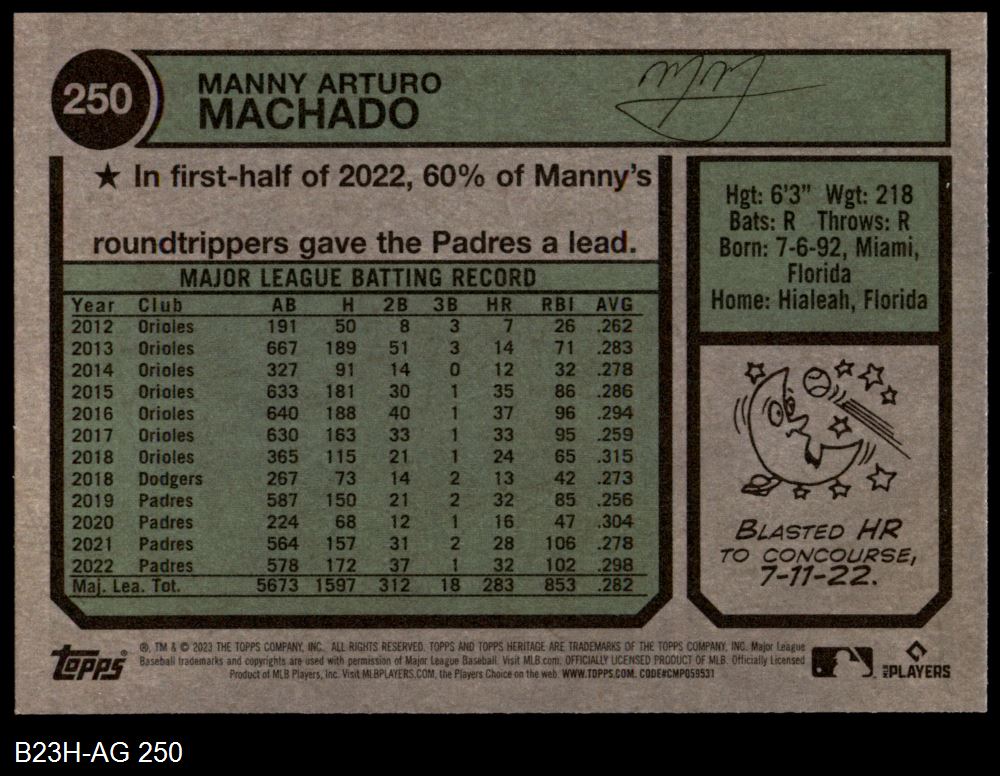 250
MANNY ARTURO
MACHADO
★ In first-half of 2022, 60% of Manny's
roundtrippers gave the Padres a lead.
MAJOR LEAGUE BATTING RECORD
Year Club AB H 2B 3B HR RBI AVG
2012 Orioles 191 50 8 3 7 26 .262
2013 Orioles 667 189 51 3 14 71 .283
2014 Orioles 327 91 14 0 12 32 .278
2015 Orioles 633 181 30 1 35 86 .286
2016 Orioles 640 188 40 1 37 96 .294
2017 Orioles 630 163 33 1 33 95 .259
2018 Orioles 365 115 21 1 24 65 .315
2018 Dodgers 267 73 14 2 13 42 .273
2019 Padres 587 150 21 2 32 85 .256
2020 Padres 224 68 12 1 16 47 .304
2021 Padres 564 157 31 2 28 106 .278
2022 Padres 578 172 37 1 32 102 .298
Maj. Lea. Tot. 5673 1597 312 18 283 853 .282
Hgt: 6'3" Wgt: 218
Bats: R Throws: R
Born: 7-6-92, Miami,
Florida
Home: Hialeah, Florida
BLASTED HR
TO CONCOURSE,
7-11-22.
Topps
®, TM & © 2023 THE TOPPS COMPANY, INC. ALL RIGHTS RESERVED. TOPPS AND TOPPS HERITAGE ARE TRADEMARKS OF THE TOPPS COMPANY, INC. Major League
Baseball trademarks and copyrights are used with permission of Major League Baseball. Visit MLB.com. OFFICIALLY LICENSED PRODUCT OF MLB. Officially Licensed
Product of MLB Players, Inc. Visit MLBPLAYERS.COM, the Players Choice on the web. WWW.TOPPS.COM. CODE#CMP059531
MLB PLAYERS
B23H-AG 250